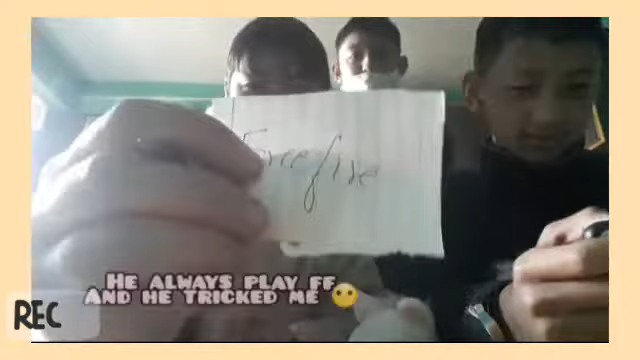 Freefire
HE ALWAYS PLAY FF
AND HE TRICKED ME 😶
REC